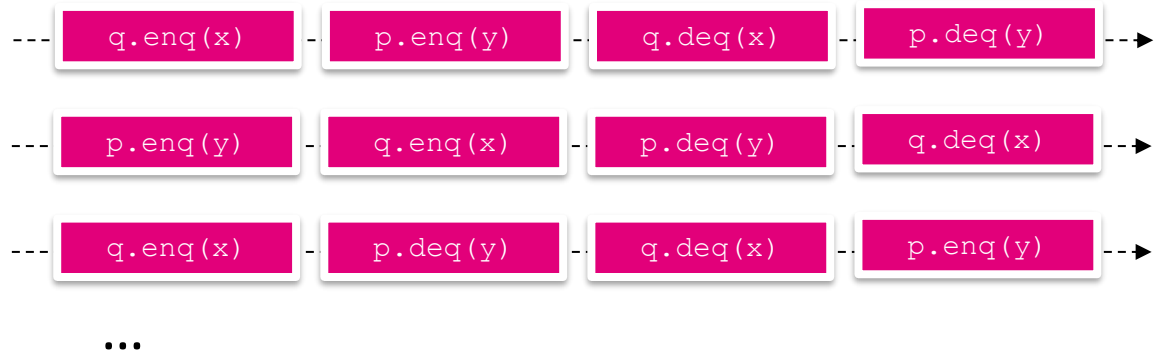 q.enq(x) p.enq(y) q.deq(x) p.deq(y)
p.enq(y) q.enq(x) p.deq(y) q.deq(x)
q.enq(x) p.deq(y) q.deq(x) p.enq(y)
...